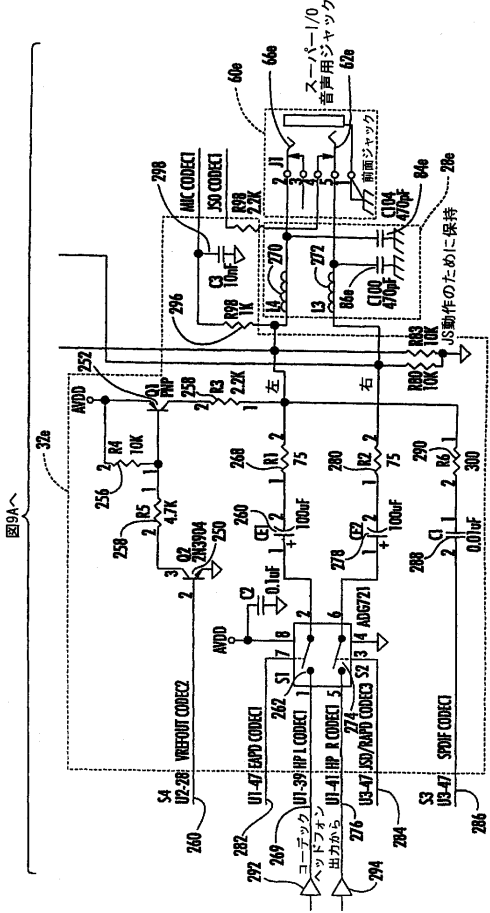 図9Aへ
32e
AVDD
252
Q1
PNP
256
R4
10K
258
R5
4.7K
Q2
2N3904
250
258
R3
2.2K
S4
U2-28
VREFOUT CODEC2
260
AVDD
C2
0.1uF
282
U1-47 EAPD CODEC1
292
269
U1-39 HP L CODEC1
コーデック
ヘッドフォン
出力から
U1-41 HP R CODEC1
276
294
U3-47 JSO/RAPD CODEC3
284
S1
262
274
S2
ADG721
260
CE1
100uF
268
R1
75
左
278
CE2
100uF
280
R2
75
右
S3
U3-47
SPDIF CODEC1
286
288
C1
0.01uF
290
R6
300
296
R98
1K
298
C3
10nF
MIC CODEC1
JSO CODEC1
R98
2.2K
R80
10K
R83
10K
JS動作のために保持
270
L4
272
L3
86e
C100
470pF
C104
470pF
84e
28e
60e
66e
J1
前面ジャック
62e
スーパーI/O
音声用ジャック